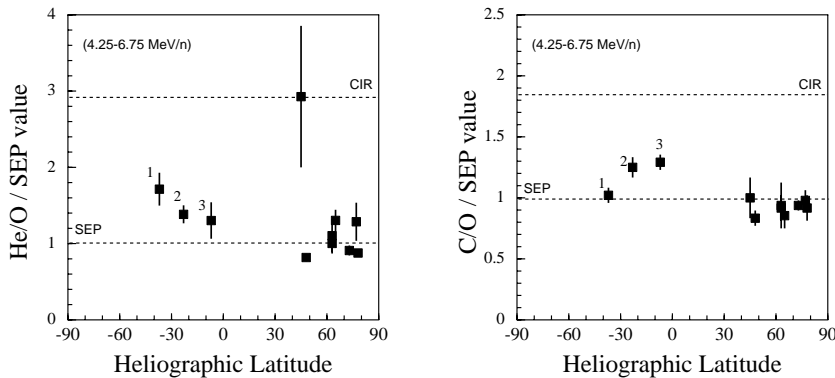 He/O / SEP value
4
3
2
1
0
(4.25-6.75 MeV/n)
CIR
1
2
3
SEP
-90 -60 -30 0 30 60 90
Heliographic Latitude
C/O / SEP value
2.5
2
1.5
1
0.5
0
(4.25-6.75 MeV/n)
CIR
3
2
1
SEP
-90 -60 -30 0 30 60 90
Heliographic Latitude